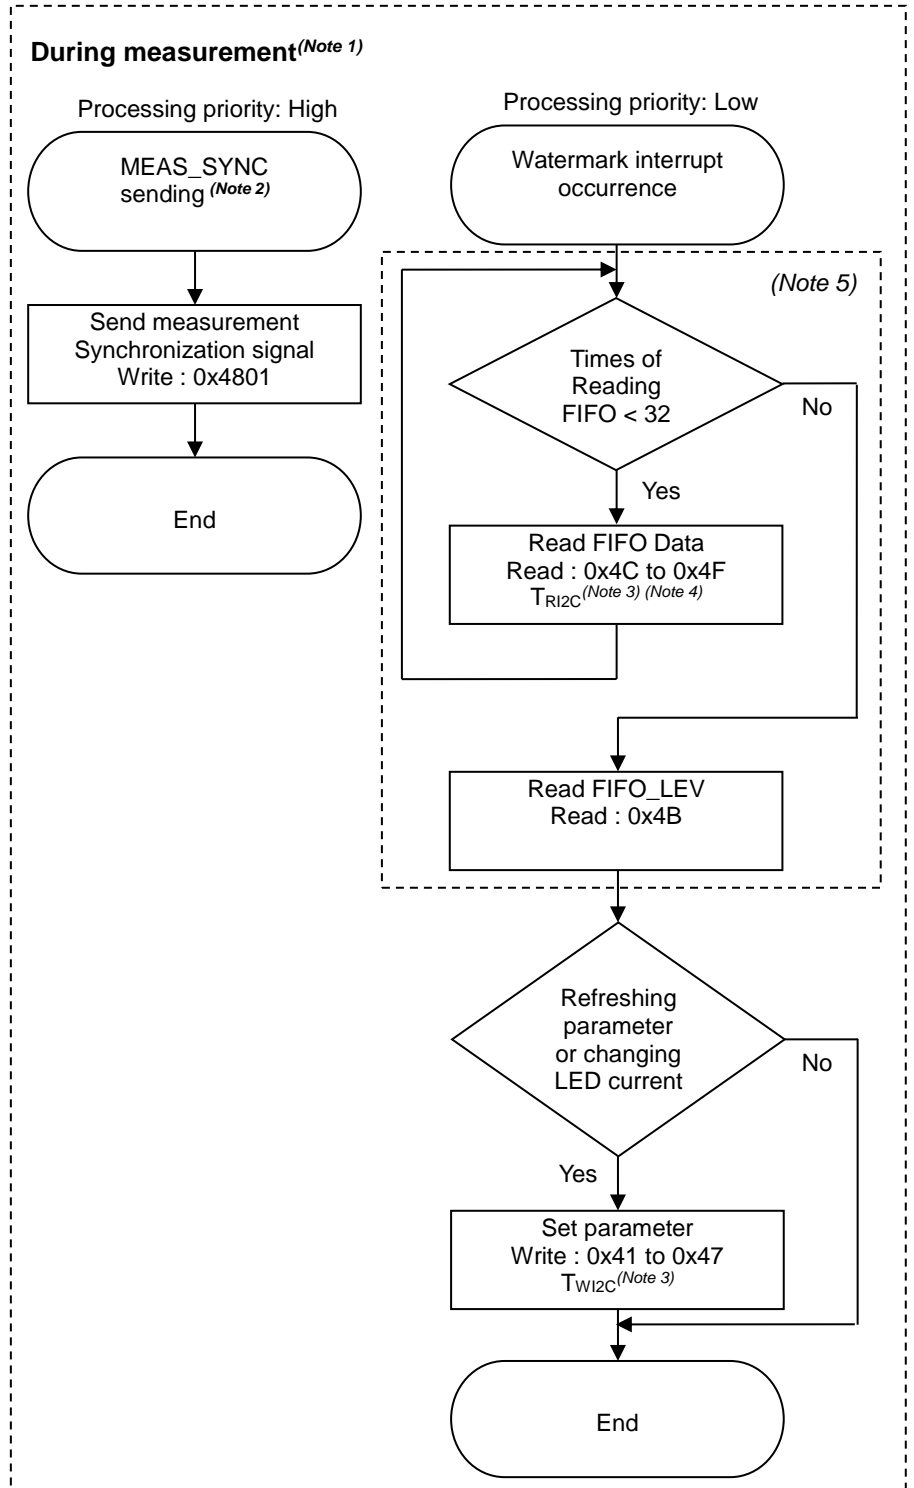 During measurement(Note 1)
Processing priority: High
MEAS_SYNC
sending (Note 2)
Send measurement
Synchronization signal
Write : 0x4801
End
Processing priority: Low
Watermark interrupt
occurrence
(Note 5)
Times of
Reading
FIFO < 32
No
Yes
Read FIFO Data
Read : 0x4C to 0x4F
TRI2C(Note 3) (Note 4)
Read FIFO_LEV
Read : 0x4B
Refreshing
parameter
or changing
LED current
No
Yes
Set parameter
Write : 0x41 to 0x47
TWI2C(Note 3)
End